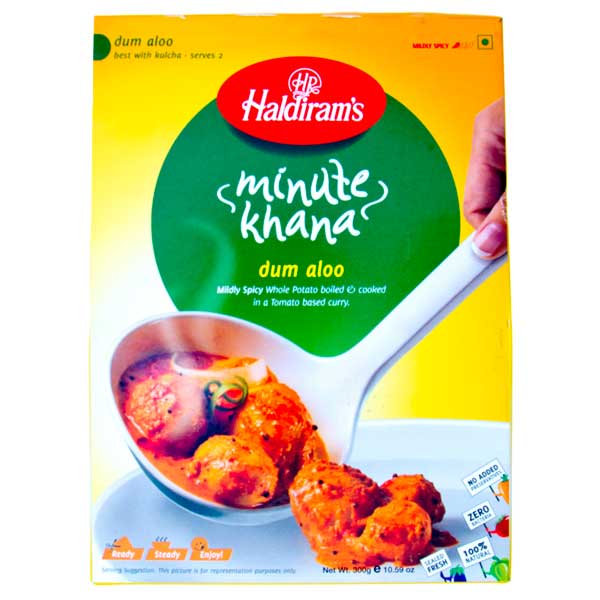 dum aloo
best with kulcha - serves 2
MILDLY SPICY
HR
Haldiram's
minute
khana
dum aloo
Mildly Spicy Whole Potato boiled & cooked
in a Tomato based curry.
NO ADDED
PRESERVATIVES
ZERO
BACTERIA
100%
NATURAL
SEALED
FRESH
Ready
Steady
Enjoy!
Serving Suggestion. This picture is for representation purposes only.
Net Wt. 300g e 10.59 oz